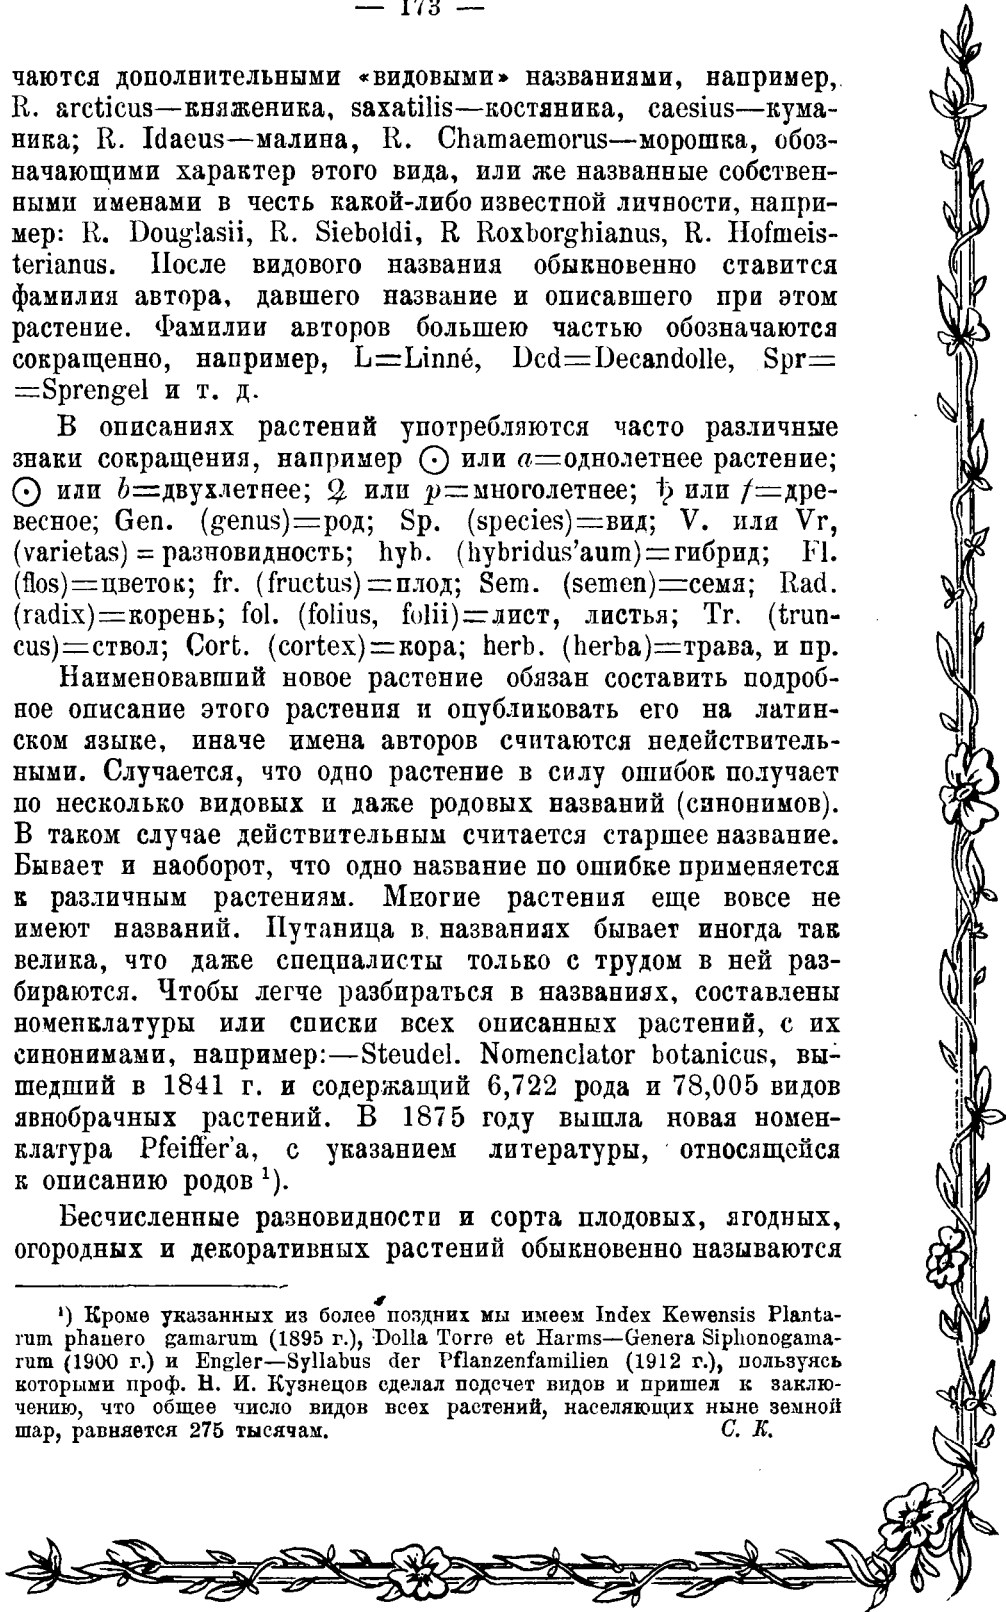 — 173 —
чаются дополнительными «видовыми» названиями, например,
R. arcticus—княженика, saxatilis—костяника, caesius—кума-
ника; R. Idaeus—малина, R. Chamaemorus—морошка, обоз-
начающими характер этого вида, или же названные собствен-
ными именами в честь какой-либо известной личности, напри-
мер: R. Douglasii, R. Sieboldi, R Roxborghianus, R. Hofmeis-
terianus. После видового названия обыкновенно ставится
фамилия автора, давшего название и описавшего при этом
растение. Фамилии авторов большею частью обозначаются
сокращенно, например, L=Linné, Dcd=Decandolle, Spr=
=Sprengel и т. д.
В описаниях растений употребляются часто различные
знаки сокращения, например ⊙ или a=однолетнее растение;
⊙ или b=двухлетнее; ♃ или p=многолетнее; ♄ или f=дре-
весное; Gen. (genus)=род; Sp. (species)=вид; V. или Vr,
(varietas) = разновидность; hyb. (hybridus'aum)=гибрид; Fl.
(flos)=цветок; fr. (fructus)=плод; Sem. (semen)=семя; Rad.
(radix)=корень; fol. (folius, folii)=лист, листья; Tr. (trun-
cus)=ствол; Cort. (cortex)=кора; herb. (herba)=трава, и пр.
Наименовавший новое растение обязан составить подроб-
ное описание этого растения и опубликовать его на латин-
ском языке, иначе имена авторов считаются недействитель-
ными. Случается, что одно растение в силу ошибок получает
по несколько видовых и даже родовых названий (синонимов).
В таком случае действительным считается старшее название.
Бывает и наоборот, что одно название по ошибке применяется
к различным растениям. Многие растения еще вовсе не
имеют названий. Путаница в названиях бывает иногда так
велика, что даже специалисты только с трудом в ней раз-
бираются. Чтобы легче разбираться в названиях, составлены
номенклатуры или списки всех описанных растений, с их
синонимами, например:—Steudel. Nomenclator botanicus, вы-
шедший в 1841 г. и содержащий 6,722 рода и 78,005 видов
явнобрачных растений. В 1875 году вышла новая номен-
клатура Pfeiffer'a, с указанием литературы, относящейся
к описанию родов ¹).
Бесчисленные разновидности и сорта плодовых, ягодных,
огородных и декоративных растений обыкновенно называются
¹) Кроме указанных из более поздних мы имеем Index Kewensis Planta-
rum phanero gamarum (1895 г.), Dolla Torre et Harms—Genera Siphonogama-
rum (1900 г.) и Engler—Syllabus der Pflanzenfamilien (1912 г.), пользуясь
которыми проф. Н. И. Кузнецов сделал подсчет видов и пришел к заклю-
чению, что общее число видов всех растений, населяющих ныне земной
шар, равняется 275 тысячам. С. К.